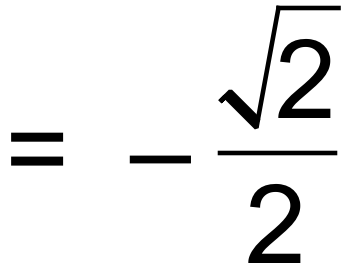 = − √2/2